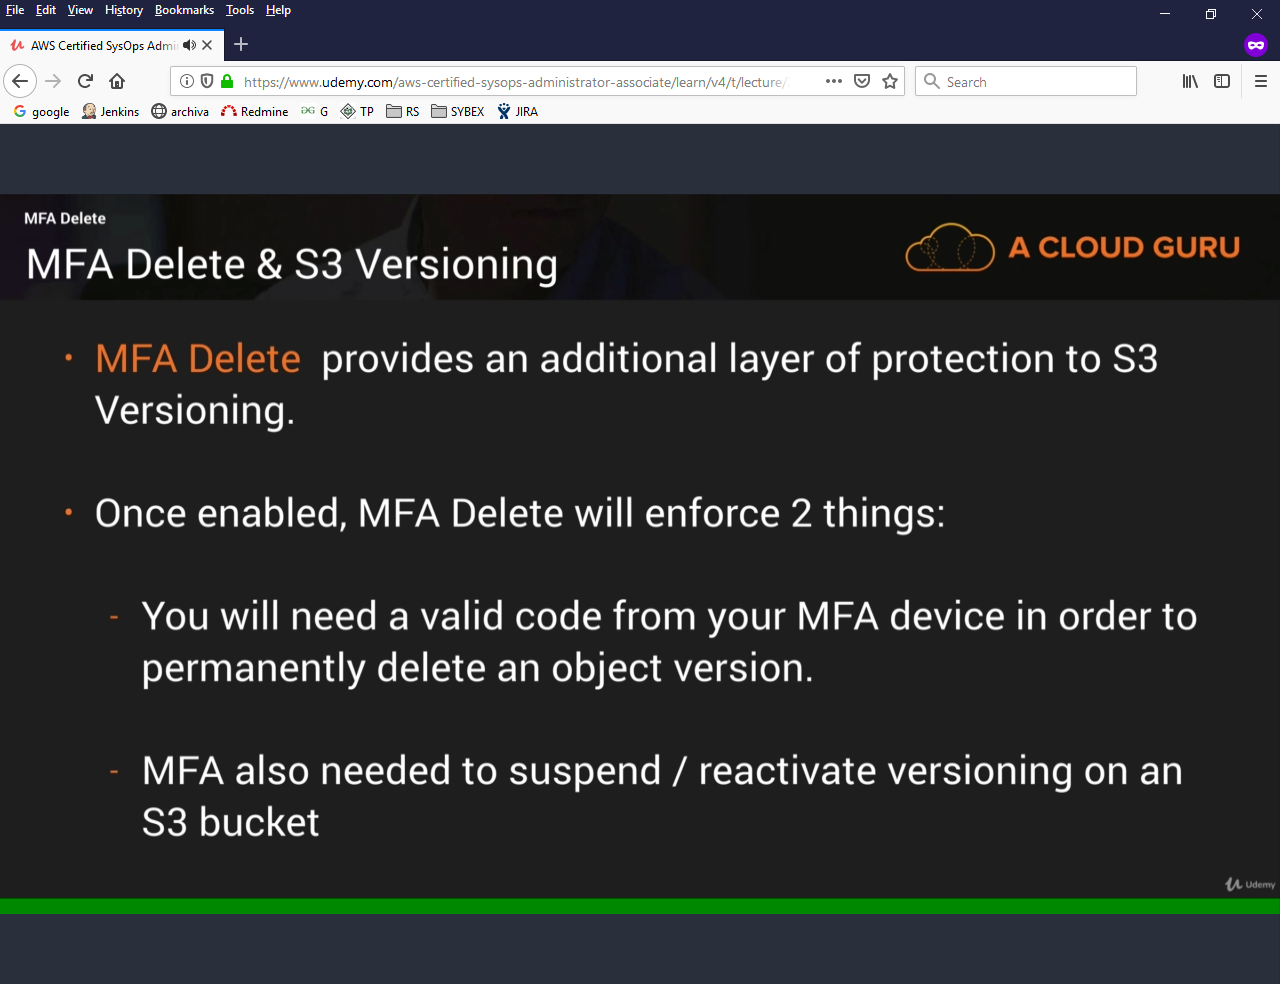 File Edit View History Bookmarks Tools Help
AWS Certified SysOps Admi
https://www.udemy.com/aws-certified-sysops-administrator-associate/learn/v4/t/lecture/
Search
google Jenkins archiva Redmine G TP RS SYBEX JIRA
MFA Delete
MFA Delete & S3 Versioning
A CLOUD GURU
• MFA Delete provides an additional layer of protection to S3
Versioning.
• Once enabled, MFA Delete will enforce 2 things:
- You will need a valid code from your MFA device in order to
permanently delete an object version.
- MFA also needed to suspend / reactivate versioning on an
S3 bucket
Udemy